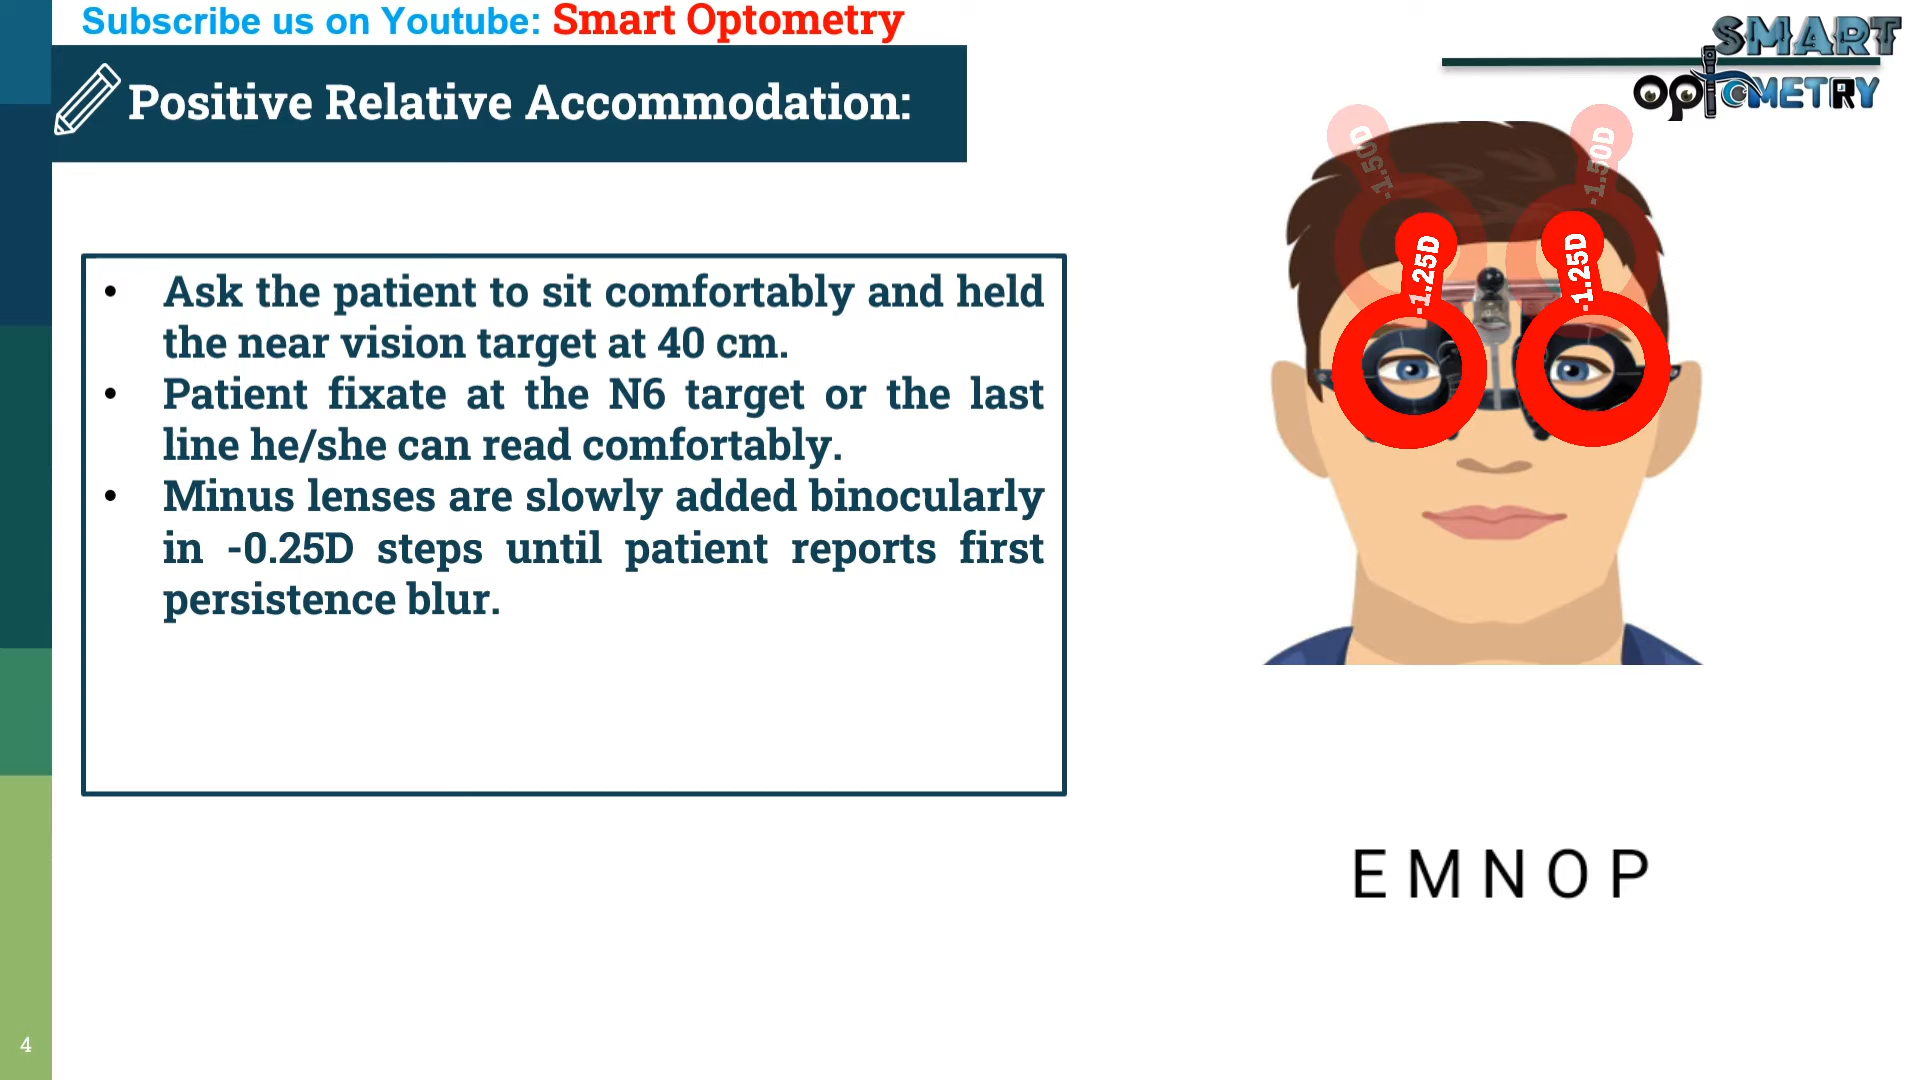 Subscribe us on Youtube: Smart Optometry
SMART
OPTOMETRY
Positive Relative Accommodation:
• Ask the patient to sit comfortably and held
the near vision target at 40 cm.
• Patient fixate at the N6 target or the last
line he/she can read comfortably.
• Minus lenses are slowly added binocularly
in -0.25D steps until patient reports first
persistence blur.
-1.50D
-1.50D
-1.25D
-1.25D
E M N O P
4